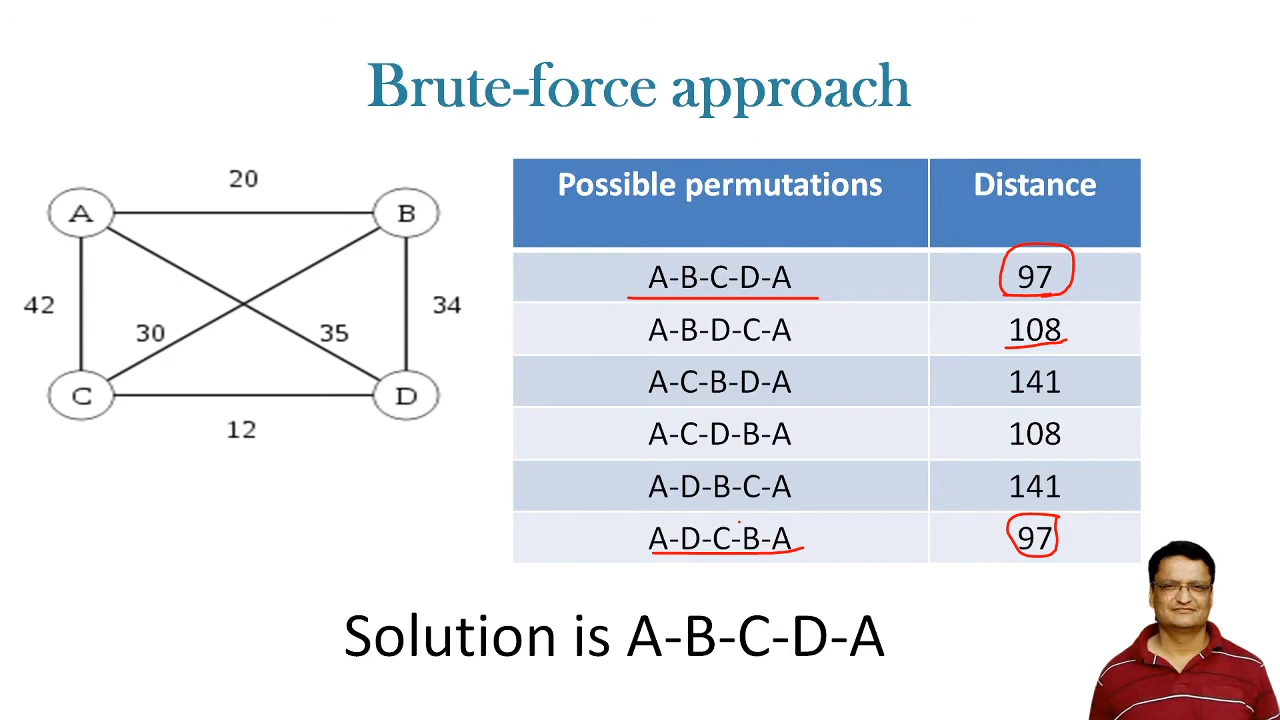 Brute-force approach
20
A
B
42
30
35
34
C
D
12
Possible permutations Distance
A-B-C-D-A 97
A-B-D-C-A 108
A-C-B-D-A 141
A-C-D-B-A 108
A-D-B-C-A 141
A-D-C-B-A 97
Solution is A-B-C-D-A